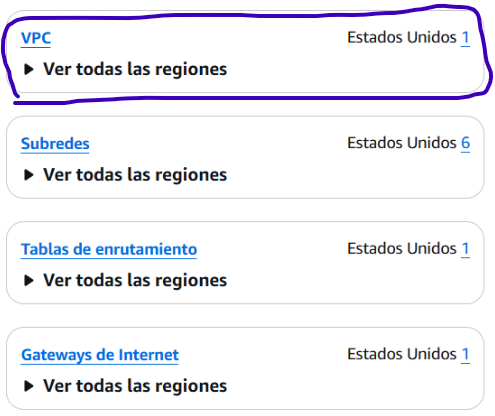 VPC Estados Unidos 1
Ver todas las regiones
Subredes Estados Unidos 6
Ver todas las regiones
Tablas de enrutamiento Estados Unidos 1
Ver todas las regiones
Gateways de Internet Estados Unidos 1
Ver todas las regiones